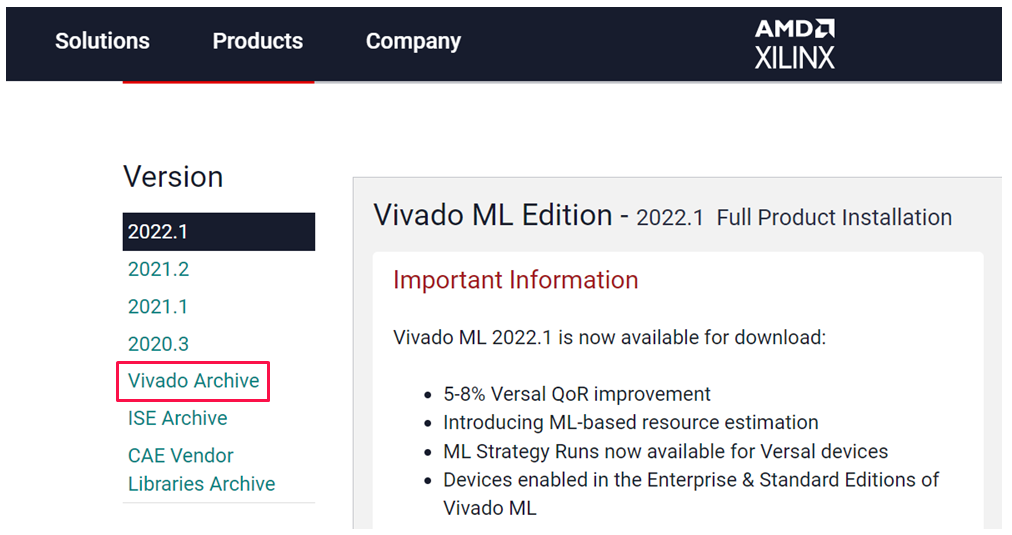 Solutions Products Company AMD
XILINX
Version
2022.1
2021.2
2021.1
2020.3
Vivado Archive
ISE Archive
CAE Vendor
Libraries Archive
Vivado ML Edition - 2022.1 Full Product Installation
Important Information
Vivado ML 2022.1 is now available for download:
• 5-8% Versal QoR improvement
• Introducing ML-based resource estimation
• ML Strategy Runs now available for Versal devices
• Devices enabled in the Enterprise & Standard Editions of
Vivado ML